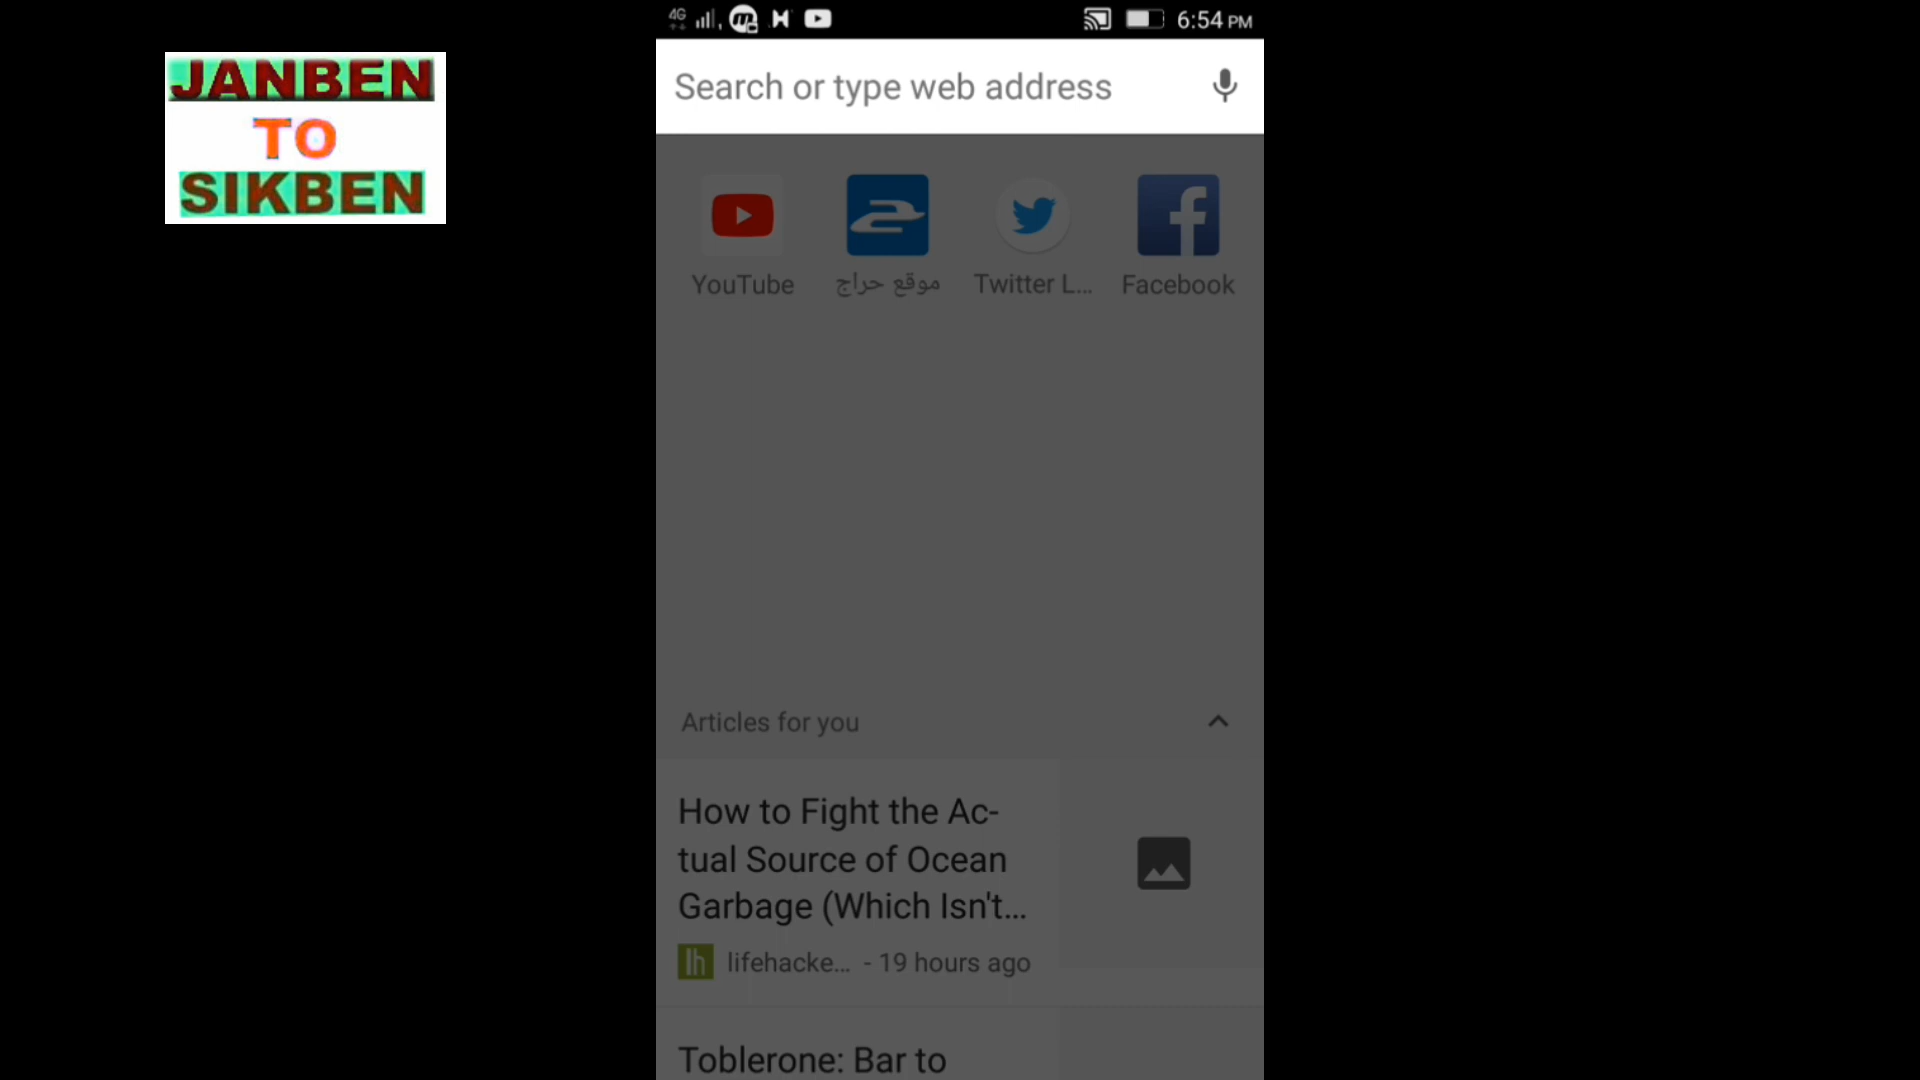 JANBEN
TO
SIKBEN
4G
6:54 PM
Search or type web address
YouTube
موقع حراج
Twitter L...
Facebook
Articles for you
How to Fight the Ac-
tual Source of Ocean
Garbage (Which Isn't...
lh lifehacke... - 19 hours ago
Toblerone: Bar to